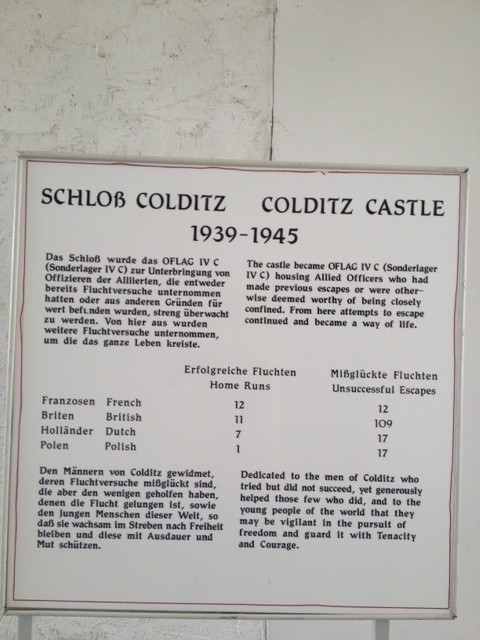 SCHLOß COLDITZ COLDITZ CASTLE
1939-1945
Das Schloß wurde das OFLAG IV C
(Sonderlager IV C) zur Unterbringung von
Offizieren der Alliierten, die entweder
bereits Fluchtversuche unternommen
hatten oder aus anderen Gründen für
wert befunden wurden, streng überwacht
zu werden. Von hier aus wurden
weitere Fluchtversuche unternommen,
um die das ganze Leben kreiste.
The castle became OFLAG IV C (Sonderlager
IV C) housing Allied Officers who had
made previous escapes or were other-
wise deemed worthy of being closely
confined. From here attempts to escape
continued and became a way of life.
Erfolgreiche Fluchten Mißglückte Fluchten
Home Runs Unsuccessful Escapes
Franzosen French 12 12
Briten British 11 109
Holländer Dutch 7 17
Polen Polish 1 17
Den Männern von Colditz gewidmet,
deren Fluchtversuche mißglückt sind,
die aber den wenigen geholfen haben,
denen die Flucht gelungen ist, sowie
den jungen Menschen dieser Welt, so
daß sie wachsam im Streben nach Freiheit
bleiben und diese mit Ausdauer und
Mut schützen.
Dedicated to the men of Colditz who
tried but did not succeed, yet generously
helped those few who did, and to the
young people of the world that they
may be vigilant in the pursuit of
freedom and guard it with Tenacity
and Courage.